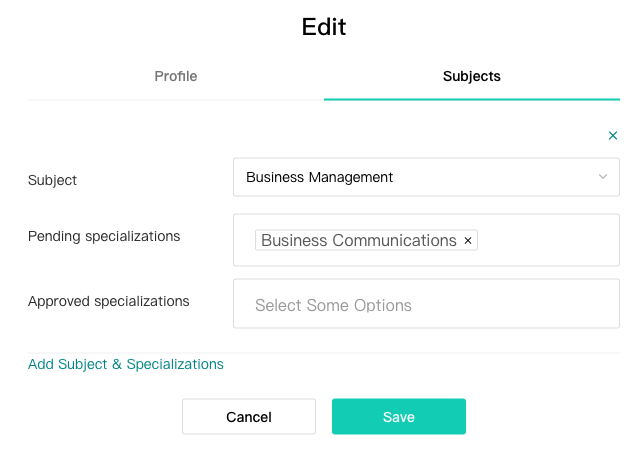 Edit
Profile
Subjects
Subject
Business Management
Pending specializations
Business Communications ×
Approved specializations
Select Some Options
Add Subject & Specializations
Cancel
Save